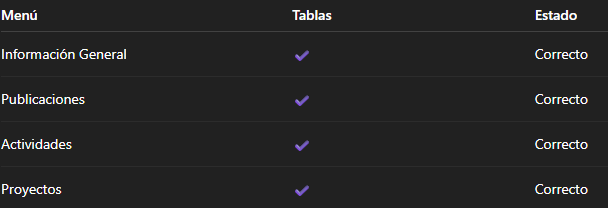 Menú Tablas Estado
Información General ✓ Correcto
Publicaciones ✓ Correcto
Actividades ✓ Correcto
Proyectos ✓ Correcto